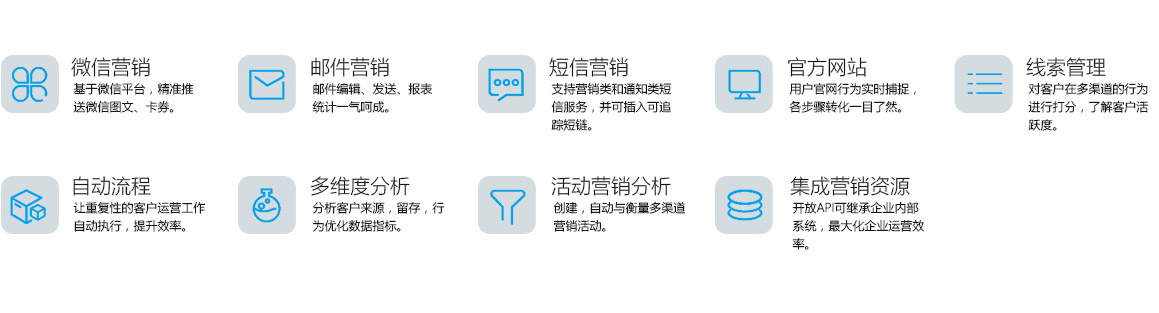 微信营销
基于微信平台，精准推
送微信图文、卡券。
邮件营销
邮件编辑、发送、报表
统计一气呵成。
短信营销
支持营销类和通知类短
信服务，并可插入可追
踪短链。
官方网站
用户官网行为实时捕捉，
各步骤转化一目了然。
线索管理
对客户在多渠道的行为
进行打分，了解客户活
跃度。
自动流程
让重复性的客户运营工作
自动执行，提升效率。
多维度分析
分析客户来源，留存，行
为优化数据指标。
活动营销分析
创建，自动与衡量多渠道
营销活动。
集成营销资源
开放API可继承企业内部
系统，最大化企业运营效
率。